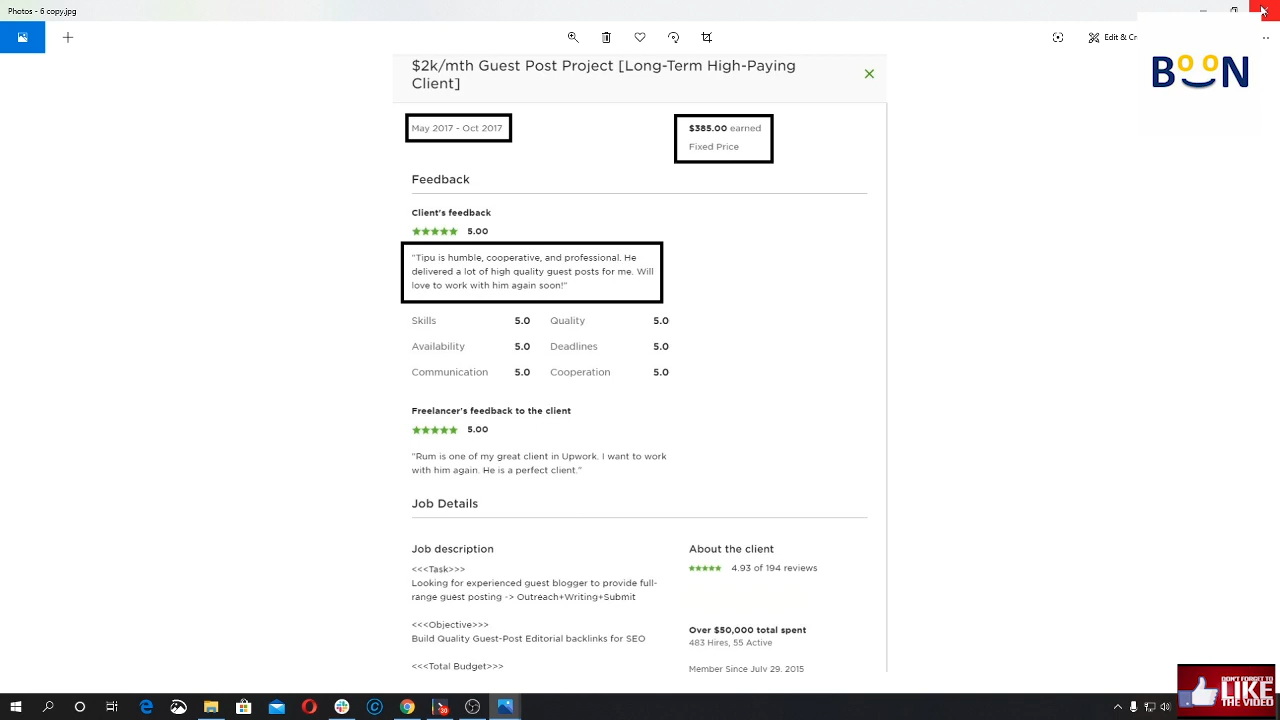 Photos - 6 copy.jpg
Edit & Cr
BOON
$2k/mth Guest Post Project [Long-Term High-Paying
Client]
May 2017 - Oct 2017
$385.00 earned
Fixed Price
Feedback
Client's feedback
5.00
"Tipu is humble, cooperative, and professional. He
delivered a lot of high quality guest posts for me. Will
love to work with him again soon!"
Skills 5.0 Quality 5.0
Availability 5.0 Deadlines 5.0
Communication 5.0 Cooperation 5.0
Freelancer's feedback to the client
5.00
"Rum is one of my great client in Upwork. I want to work
with him again. He is a perfect client."
Job Details
Job description
<<<Task>>>
Looking for experienced guest blogger to provide full-
range guest posting -> Outreach+Writing+Submit
<<<Objective>>>
Build Quality Guest-Post Editorial backlinks for SEO
<<<Total Budget>>>
About the client
4.93 of 194 reviews
Over $50,000 total spent
483 Hires, 55 Active
Member Since July 29, 2015
DON'T FORGET TO
LIKE
THE VIDEO